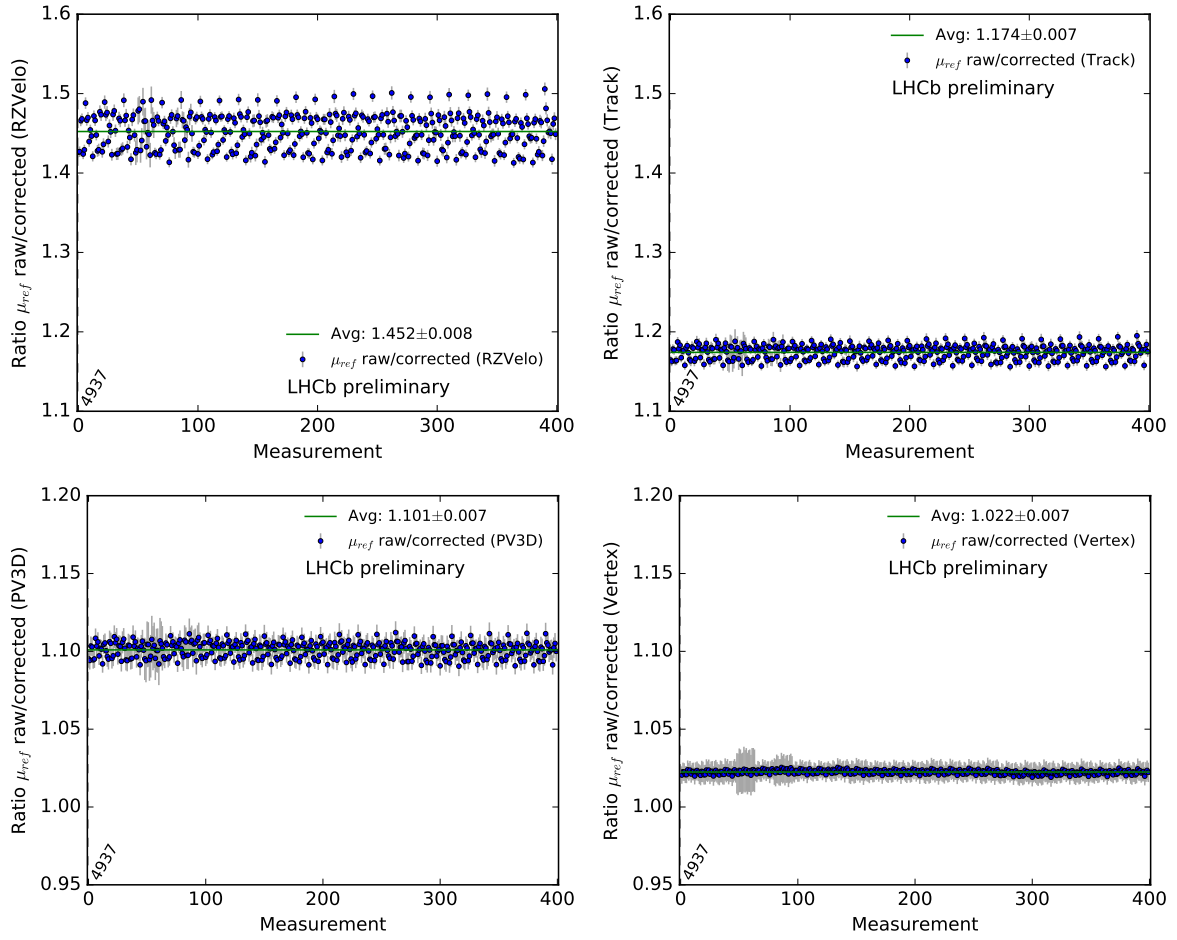 1.6
1.5
1.4
1.3
1.2
1.1
0
100
200
300
400
Measurement
Ratio μref raw/corrected (RZVelo)
Avg: 1.452±0.008
μref raw/corrected (RZVelo)
LHCb preliminary
4937
1.6
1.5
1.4
1.3
1.2
1.1
0
100
200
300
400
Measurement
Ratio μref raw/corrected (Track)
Avg: 1.174±0.007
μref raw/corrected (Track)
LHCb preliminary
4937
1.20
1.15
1.10
1.05
1.00
0.95
0
100
200
300
400
Measurement
Ratio μref raw/corrected (PV3D)
Avg: 1.101±0.007
μref raw/corrected (PV3D)
LHCb preliminary
4937
1.20
1.15
1.10
1.05
1.00
0.95
0
100
200
300
400
Measurement
Ratio μref raw/corrected (Vertex)
Avg: 1.022±0.007
μref raw/corrected (Vertex)
LHCb preliminary
4937